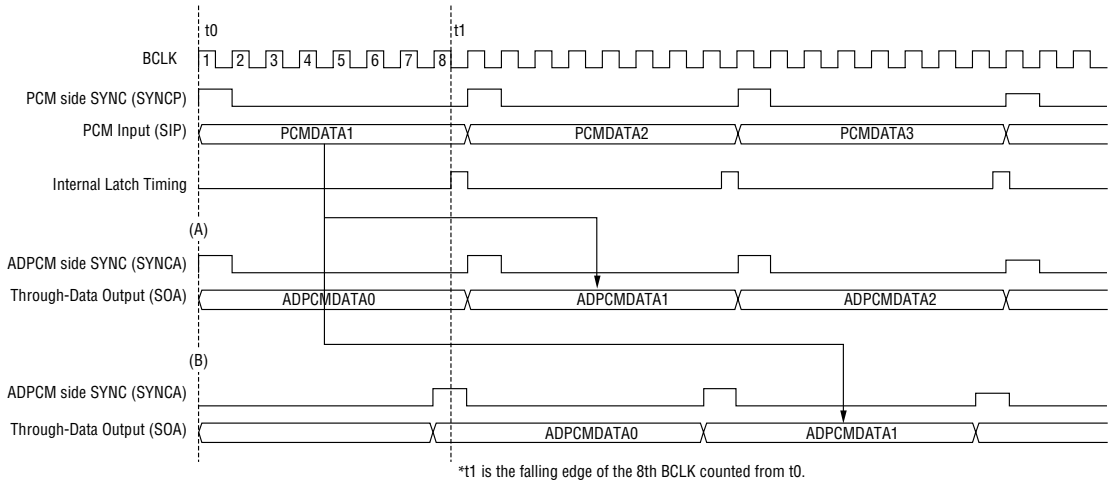 t0 t1
BCLK 1 2 3 4 5 6 7 8
PCM side SYNC (SYNCP)
PCM Input (SIP) PCMDATA1 PCMDATA2 PCMDATA3
Internal Latch Timing
(A)
ADPCM side SYNC (SYNCA)
Through-Data Output (SOA) ADPCMDATA0 ADPCMDATA1 ADPCMDATA2
(B)
ADPCM side SYNC (SYNCA)
Through-Data Output (SOA) ADPCMDATA0 ADPCMDATA1
*t1 is the falling edge of the 8th BCLK counted from t0.